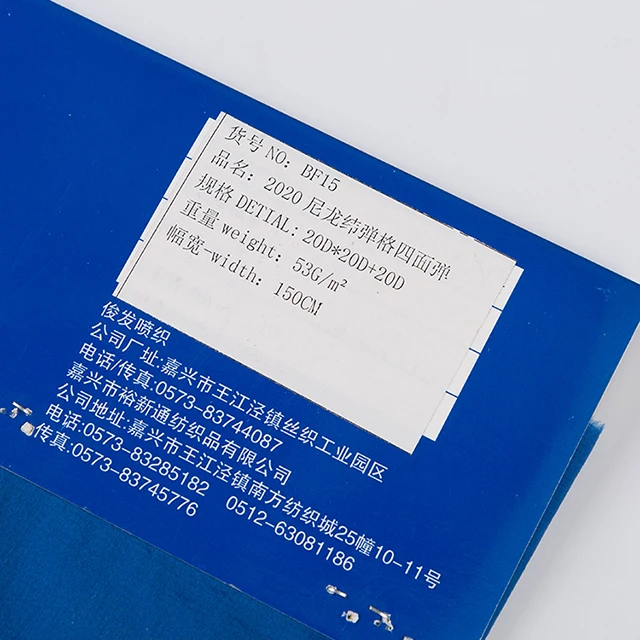 货号 NO: BF15
品名: 2020 尼龙结弹格四面弹
规格 DETIAL: 20D*20D+20D
重量 weight: 53G/m²
幅宽-width: 150CM
俊发喷织
公司厂址:嘉兴市王江泾镇丝织工业园区
电话/传真:0573-83744087
嘉兴市裕新通纺织品有限公司
公司地址:嘉兴市王江泾镇南方纺织城25幢10-11号
电话:0573-83285182 0512-63081186
传真:0573-83745776